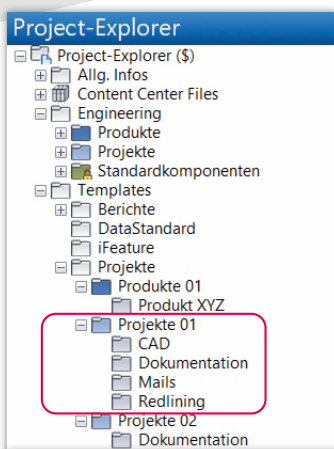 Project-Explorer
Project-Explorer ($)
Allg. Infos
Content Center Files
Engineering
Produkte
Projekte
Standardkomponenten
Templates
Berichte
DataStandard
iFeature
Projekte
Produkte 01
Produkt XYZ
Projekte 01
CAD
Dokumentation
Mails
Redlining
Projekte 02
Dokumentation